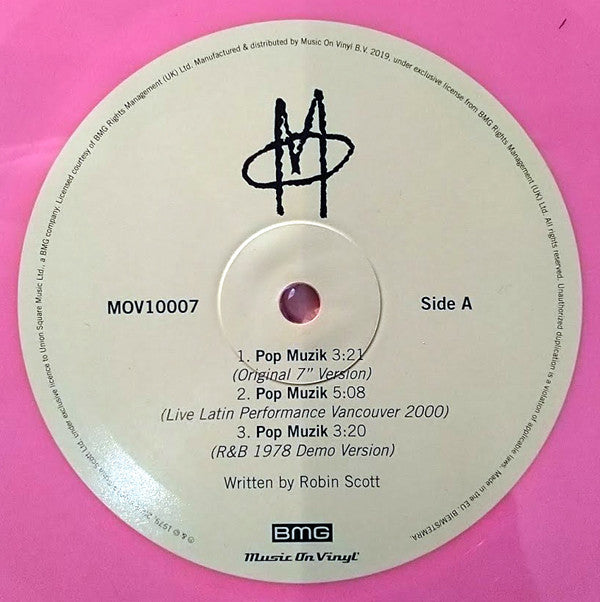 M
MOV10007
Side A
1. Pop Muzik 3:21
(Original 7” Version)
2. Pop Muzik 5:08
(Live Latin Performance Vancouver 2000)
3. Pop Muzik 3:20
(R&B 1978 Demo Version)
Written by Robin Scott
BMG
Music On Vinyl
℗ & © 1979, Scott Ltd. under exclusive licence to Union Square Music Ltd., a BMG company. Licensed courtesy of BMG Rights Management (UK) Ltd. Manufactured & distributed by Music On Vinyl B.V. 2019, under exclusive license from BMG Rights Management (UK) Ltd. All rights reserved. Unauthorized duplication is a violation of applicable laws. Made in the EU. BIEM/STEMRA.